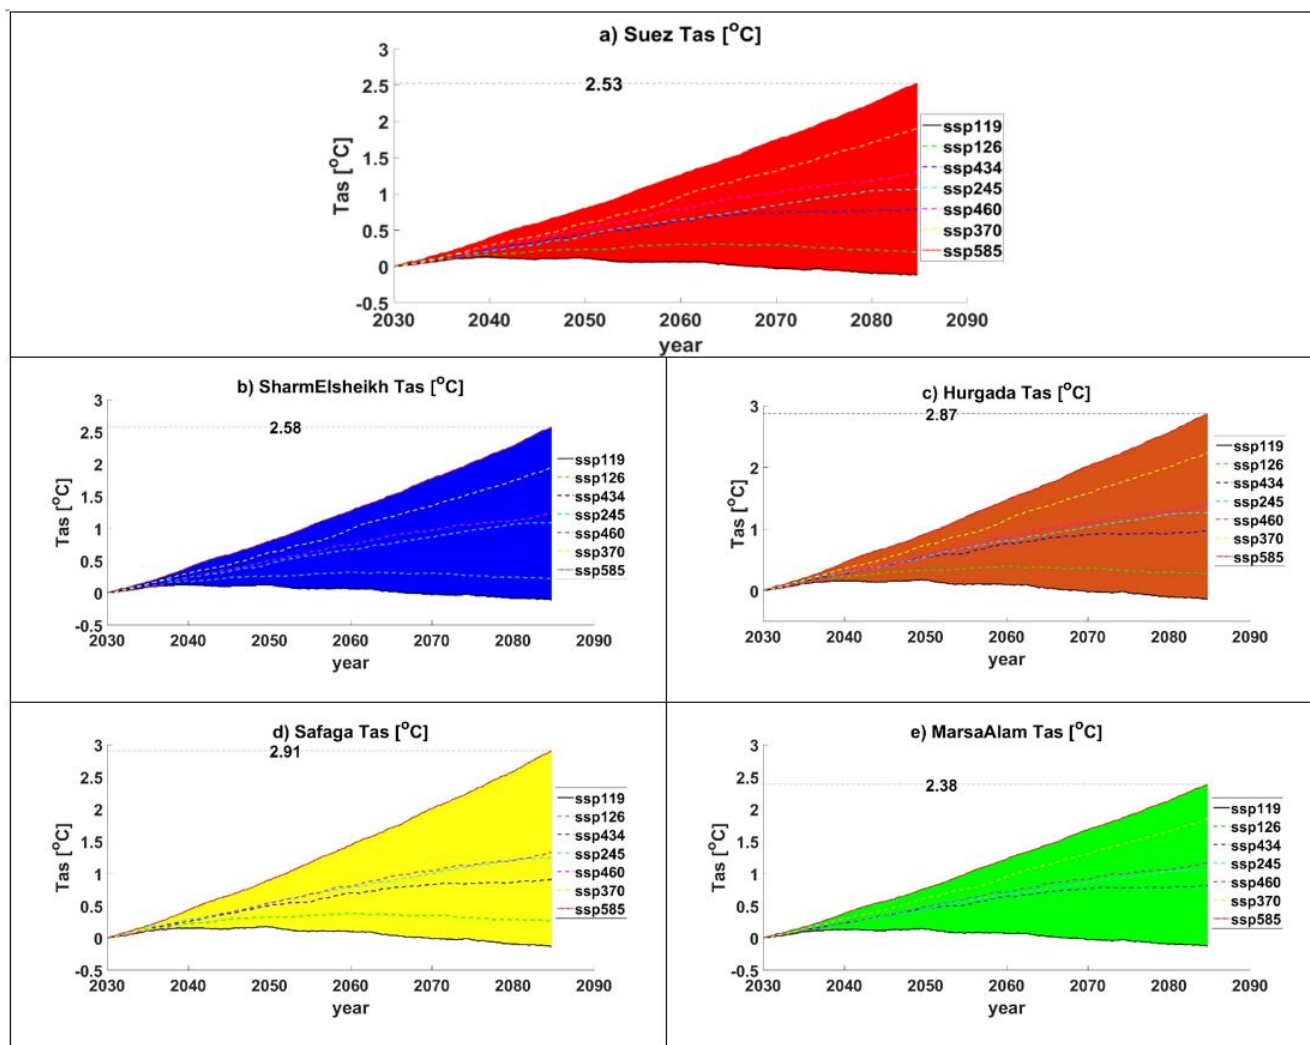 a) Suez Tas [°C]
3
2.5
2
1.5
1
0.5
0
-0.5
Tas [°C]
2.53
ssp119
ssp126
ssp434
ssp245
ssp460
ssp370
ssp585
2030 2040 2050 2060 2070 2080 2090
year
b) SharmElsheikh Tas [°C]
3
2.5
2
1.5
1
0.5
0
-0.5
Tas [°C]
2.58
ssp119
ssp126
ssp434
ssp245
ssp460
ssp370
ssp585
2030 2040 2050 2060 2070 2080 2090
year
c) Hurgada Tas [°C]
3
2
1
0
Tas [°C]
2.87
ssp119
ssp126
ssp434
ssp245
ssp460
ssp370
ssp585
2030 2040 2050 2060 2070 2080 2090
year
d) Safaga Tas [°C]
3
2.5
2
1.5
1
0.5
0
-0.5
Tas [°C]
2.91
ssp119
ssp126
ssp434
ssp245
ssp460
ssp370
ssp585
2030 2040 2050 2060 2070 2080 2090
year
e) MarsaAlam Tas [°C]
3
2.5
2
1.5
1
0.5
0
-0.5
Tas [°C]
2.38
ssp119
ssp126
ssp434
ssp245
ssp460
ssp370
ssp585
2030 2040 2050 2060 2070 2080 2090
year